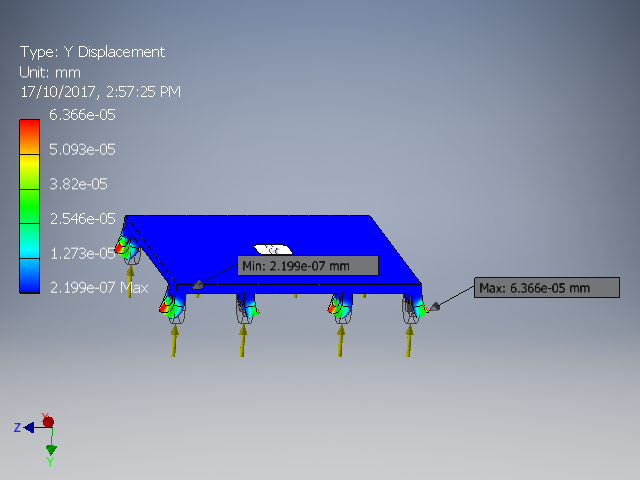 Type: Y Displacement
Unit: mm
17/10/2017, 2:57:25 PM
6.366e-05
5.093e-05
3.82e-05
2.546e-05
1.273e-05
2.199e-07 Max
Min: 2.199e-07 mm
Max: 6.366e-05 mm
X
Z
Y